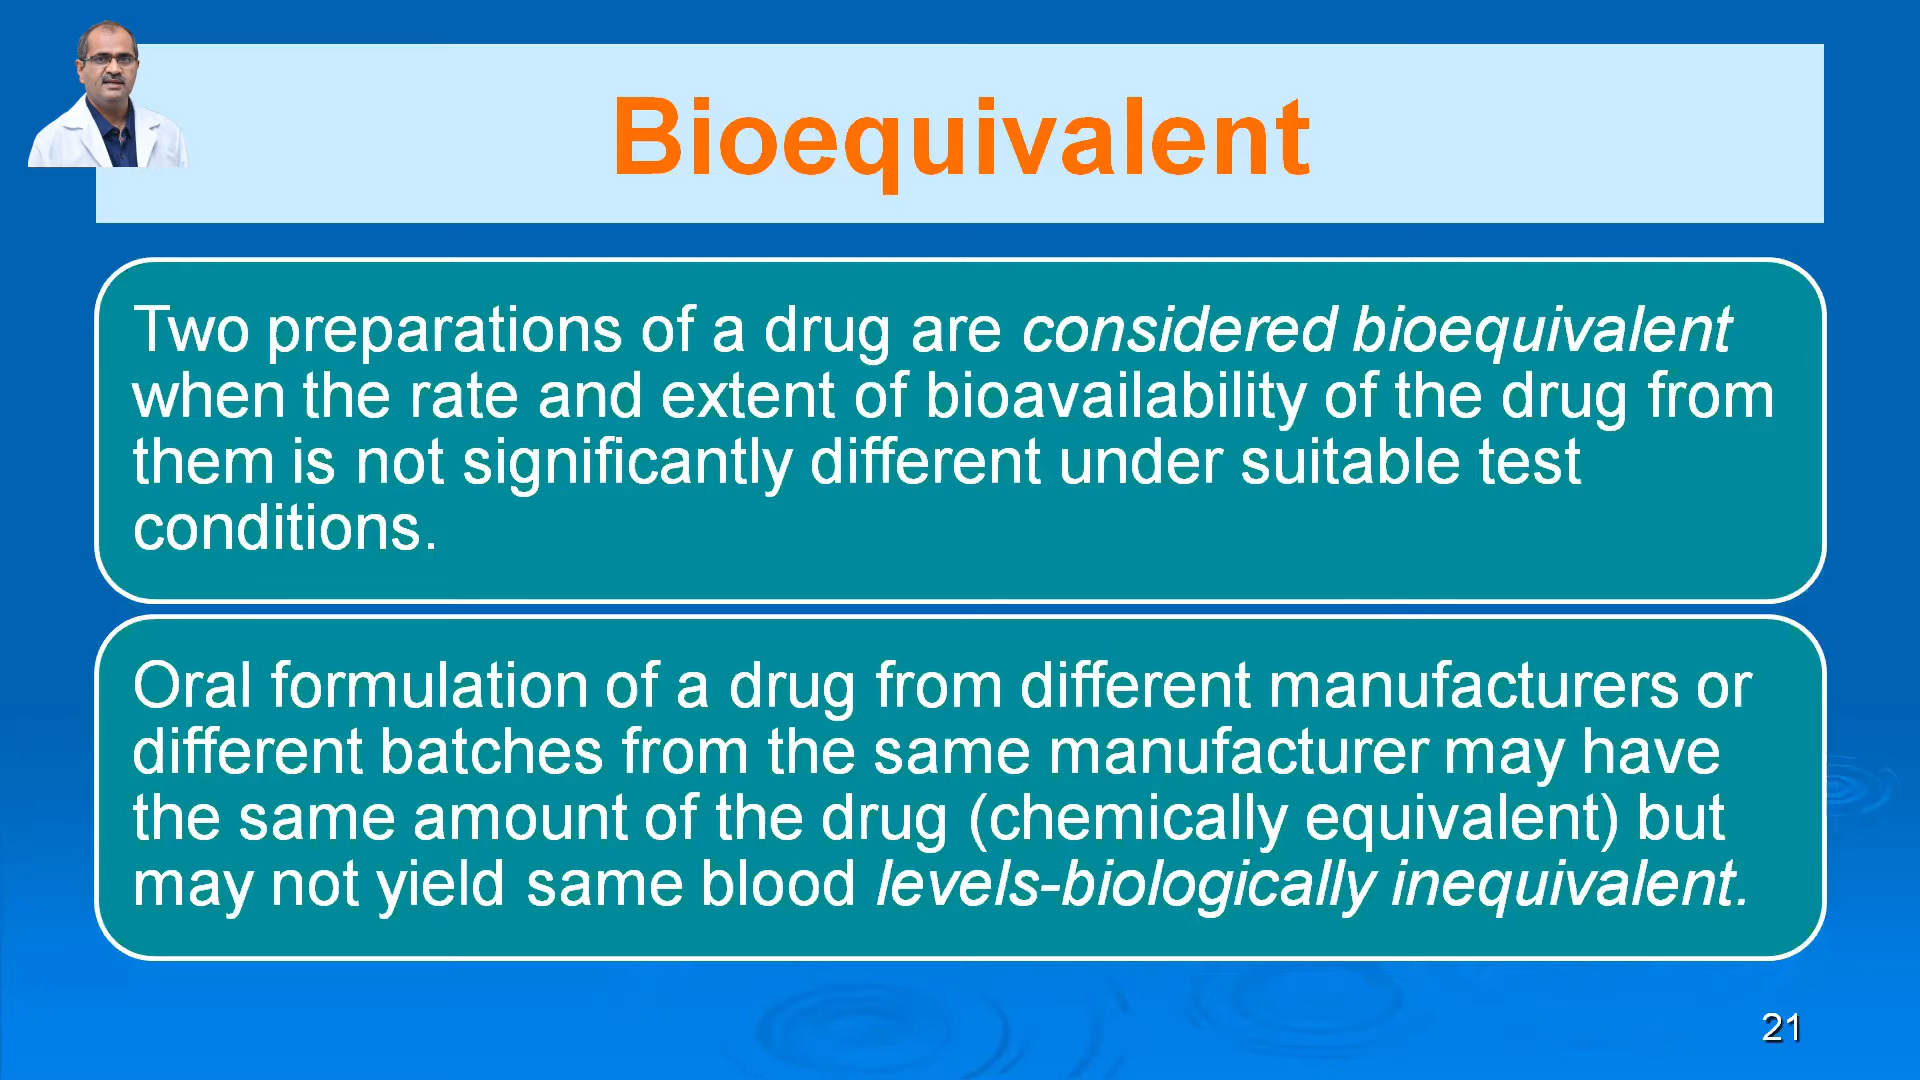 Bioequivalent
Two preparations of a drug are considered bioequivalent
when the rate and extent of bioavailability of the drug from
them is not significantly different under suitable test
conditions.
Oral formulation of a drug from different manufacturers or
different batches from the same manufacturer may have
the same amount of the drug (chemically equivalent) but
may not yield same blood levels-biologically inequivalent.
21